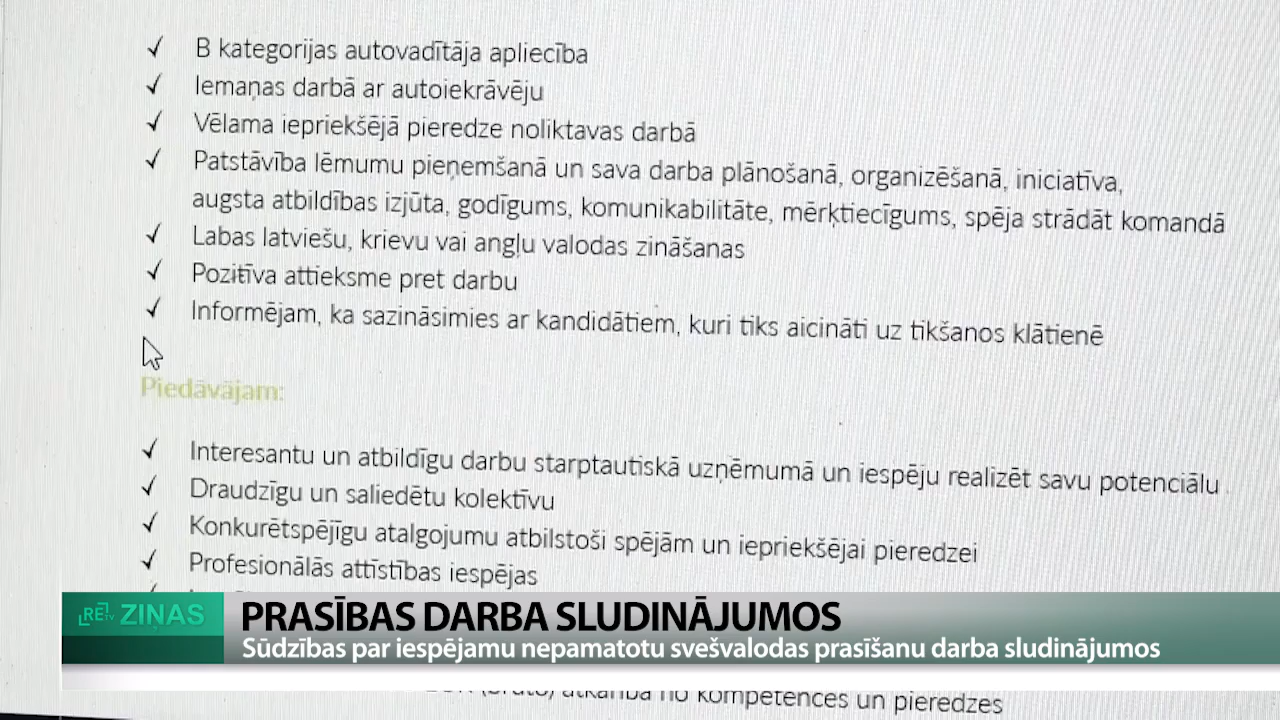 ✓ B kategorijas autovadītāja apliecība
✓ Iemaņas darbā ar autoiekrāvēju
✓ Vēlama iepriekšējā pieredze noliktavas darbā
✓ Patstāvība lēmumu pieņemšanā un sava darba plānošanā, organizēšanā, iniciatīva,
augsta atbildības izjūta, godīgums, komunikabilitāte, mērķtiecīgums, spēja strādāt komandā
✓ Labas latviešu, krievu vai angļu valodas zināšanas
✓ Pozitīva attieksme pret darbu
✓ Informējam, ka sazināsimies ar kandidātiem, kuri tiks aicināti uz tikšanos klātienē
Piedāvājam:
✓ Interesantu un atbildīgu darbu starptautiskā uzņēmumā un iespēju realizēt savu potenciālu
✓ Draudzīgu un saliedētu kolektīvu
✓ Konkurētspējīgu atalgojumu atbilstoši spējām un iepriekšējai pieredzei
✓ Profesionālās attīstības iespējas
RE TV ZIŅAS
PRASĪBAS DARBA SLUDINĀJUMOS
Sūdzības par iespējamu nepamatotu svešvalodas prasīšanu darba sludinājumos
(bruto) atkarībā no kompetences un pieredzes